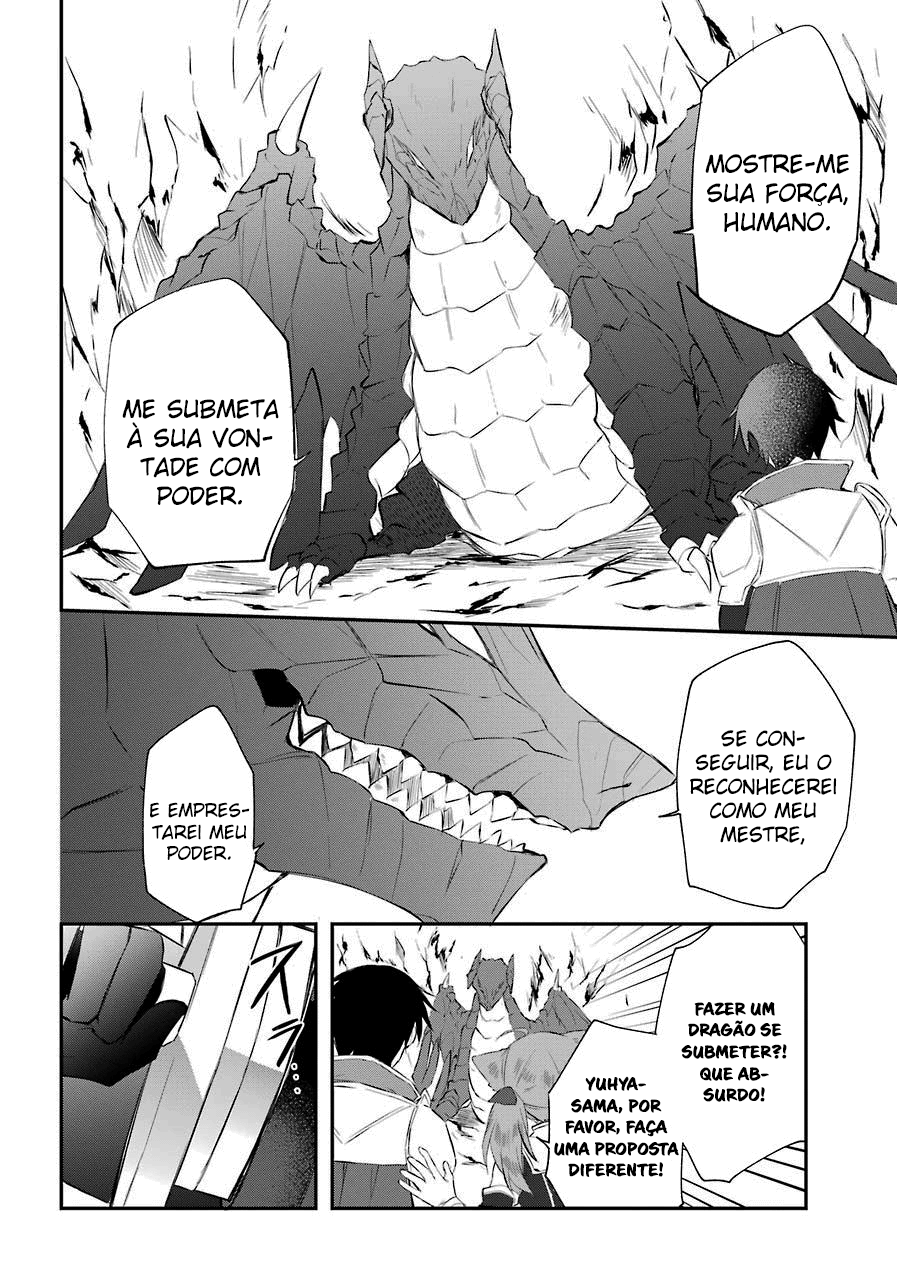 MOSTRE-ME
SUA FORÇA,
HUMANO.
ME SUBMETA
À SUA VON-
TADE COM
PODER.
SE CON-
SEGUIR, EU O
RECONHECEREI
COMO MEU
MESTRE,
E EMPRES-
TAREI MEU
PODER.
FAZER UM
DRAGÃO SE
SUBMETER?!
QUE AB-
SURDO!
YUHYA-
SAMA, POR
FAVOR, FAÇA
UMA PROPOSTA
DIFERENTE!